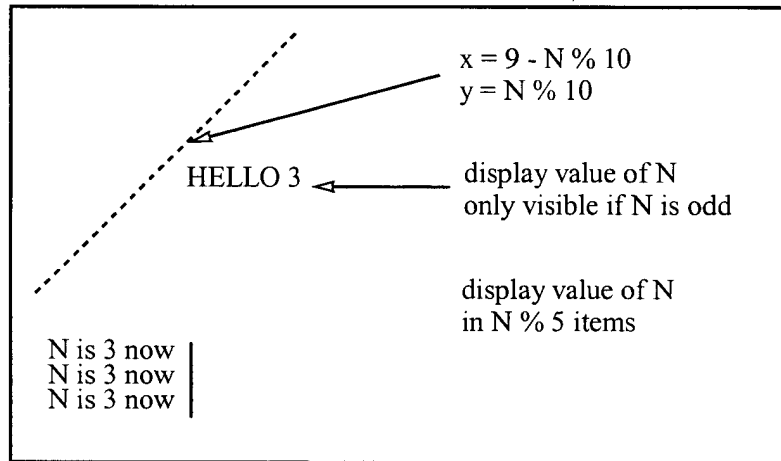 x = 9 - N % 10
y = N % 10
HELLO 3
display value of N
only visible if N is odd
display value of N
in N % 5 items
N is 3 now
N is 3 now
N is 3 now